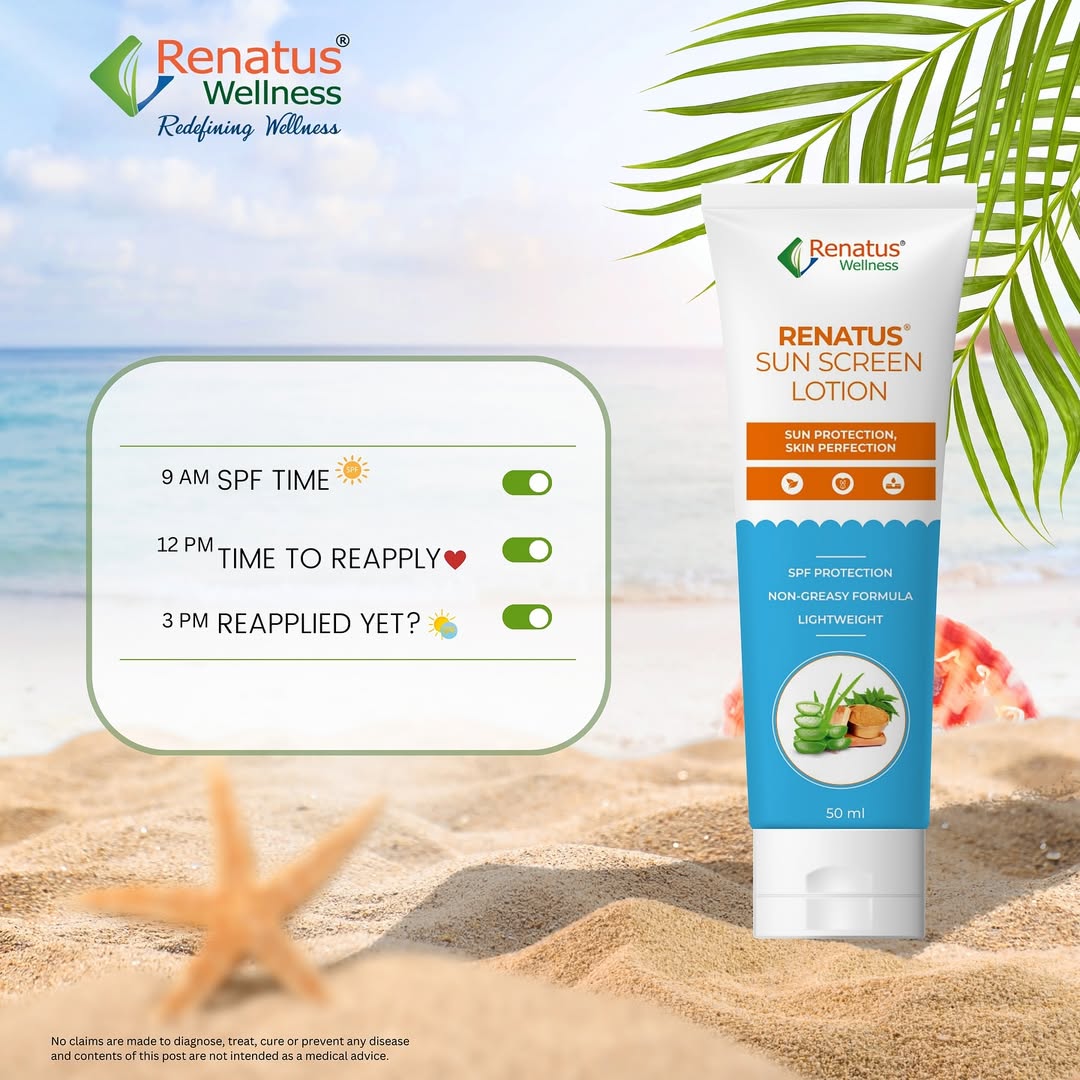 Renatus®
Wellness
Redefining Wellness
9 AM SPF TIME SPF
12 PM TIME TO REAPPLY
3 PM REAPPLIED YET?
Renatus®
Wellness
RENATUS®
SUN SCREEN
LOTION
SUN PROTECTION,
SKIN PERFECTION
SPF PROTECTION
NON-GREASY FORMULA
LIGHTWEIGHT
50 ml
No claims are made to diagnose, treat, cure or prevent any disease
and contents of this post are not intended as a medical advice.